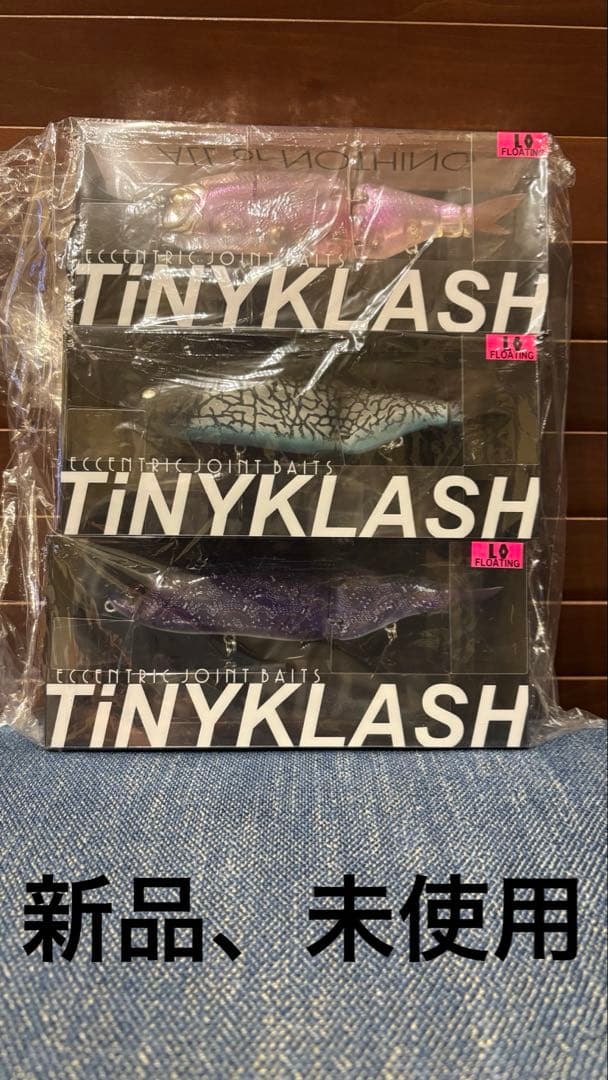 LO
FLOATING
ALL or NOTHING
ECCENTRIC JOINT BAITS
TiNYKLASH
LO
FLOATING
ECCENTRIC JOINT BAITS
TiNYKLASH
LO
FLOATING
ECCENTRIC JOINT BAITS
TiNYKLASH
新品、未使用